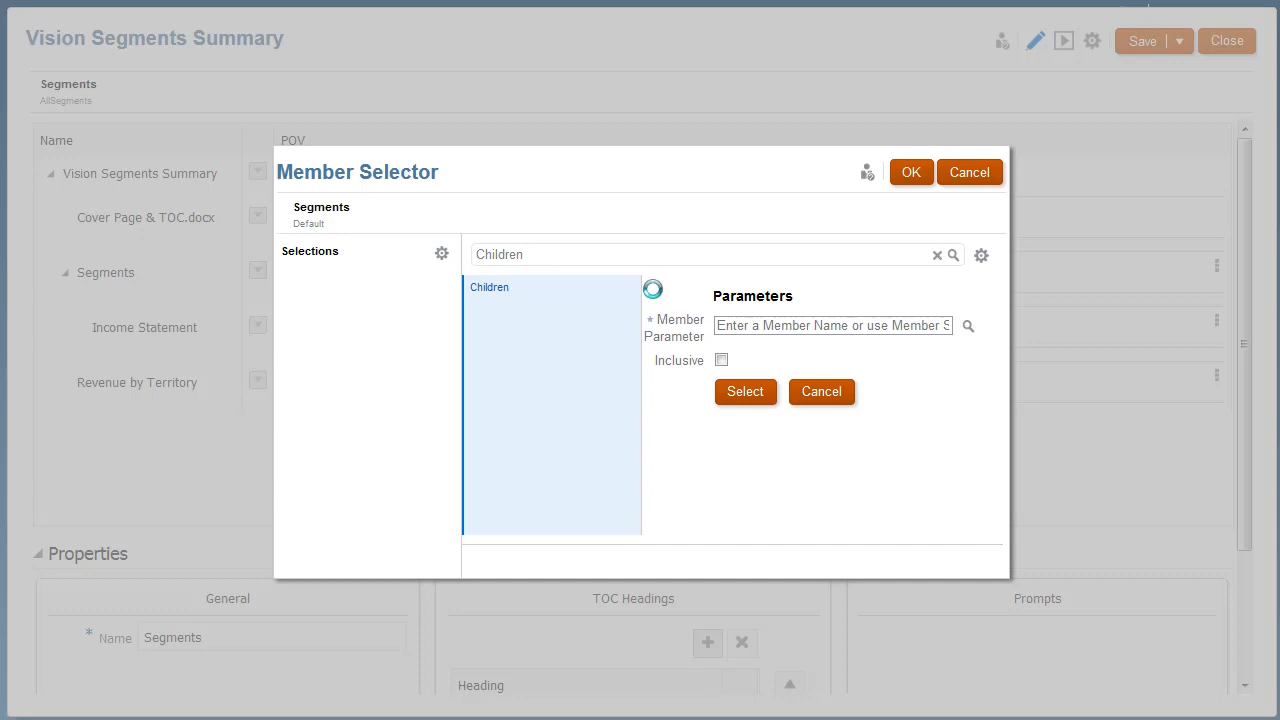 Vision Segments Summary
Save
Close
Segments
AllSegments
Name
POV
Vision Segments Summary
Cover Page & TOC.docx
Segments
Income Statement
Revenue by Territory
Member Selector
OK
Cancel
Segments
Default
Selections
Children
Children
Parameters
* Member Parameter
Enter a Member Name or use Member S
Inclusive
Select
Cancel
Properties
General
TOC Headings
Prompts
* Name
Segments
Heading